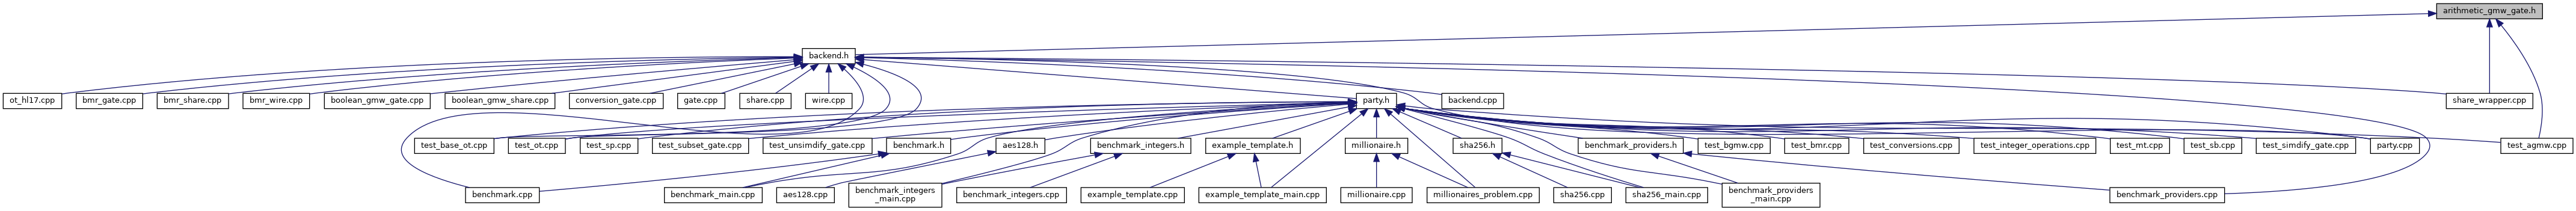 arithmetic_gmw_gate.h
backend.h
ot_hl17.cpp
bmr_gate.cpp
bmr_share.cpp
bmr_wire.cpp
boolean_gmw_gate.cpp
boolean_gmw_share.cpp
conversion_gate.cpp
gate.cpp
share.cpp
wire.cpp
party.h
backend.cpp
share_wrapper.cpp
test_base_ot.cpp
test_ot.cpp
test_sp.cpp
test_subset_gate.cpp
test_unsimdify_gate.cpp
benchmark.h
aes128.h
benchmark_integers.h
example_template.h
millionaire.h
sha256.h
benchmark_providers.h
test_bgmw.cpp
test_bmr.cpp
test_conversions.cpp
test_integer_operations.cpp
test_mt.cpp
test_sb.cpp
test_simdify_gate.cpp
party.cpp
test_agmw.cpp
benchmark.cpp
benchmark_main.cpp
aes128.cpp
benchmark_integers
_main.cpp
benchmark_integers.cpp
example_template.cpp
example_template_main.cpp
millionaire.cpp
millionaires_problem.cpp
sha256.cpp
sha256_main.cpp
benchmark_providers
_main.cpp
benchmark_providers.cpp